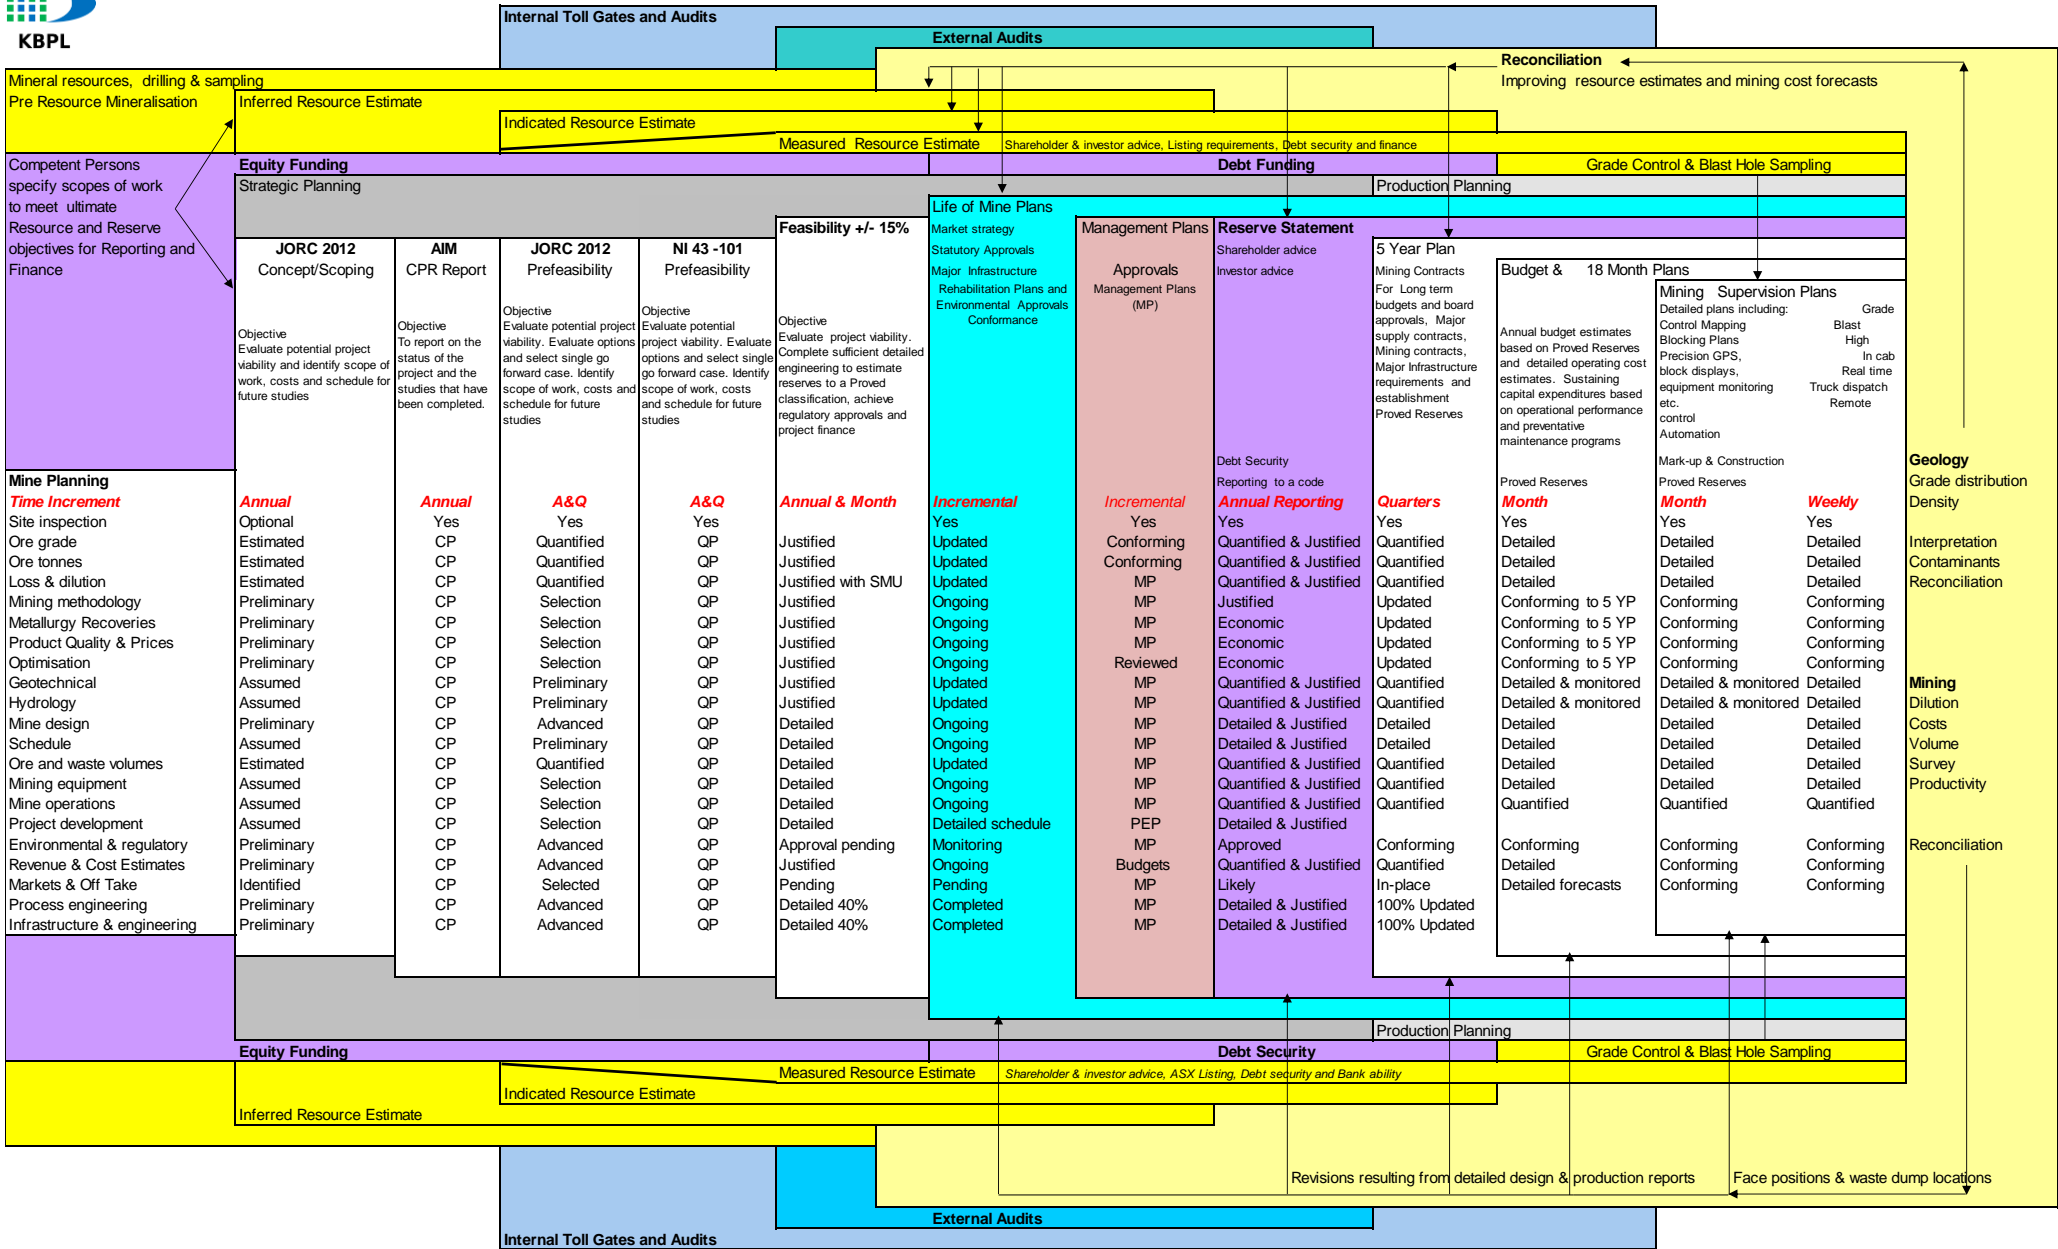 KBPL
Internal Toll Gates and Audits
External Audits
Reconciliation
Improving resource estimates and mining cost forecasts
Mineral resources, drilling & sampling
Pre Resource Mineralisation
Inferred Resource Estimate
Indicated Resource Estimate
Measured Resource Estimate Shareholder & investor advice, Listing requirements, Debt security and finance
Competent Persons
specify scopes of work
to meet ultimate
Resource and Reserve
objectives for Reporting and
Finance
Equity Funding Debt Funding Grade Control & Blast Hole Sampling
Strategic Planning Production Planning
Life of Mine Plans
Market strategy
Statutory Approvals
Major Infrastructure
Rehabilitation Plans and
Environmental Approvals
Conformance
JORC 2012
Concept/Scoping
Objective
Evaluate potential project
viability and identify scope of
work, costs and schedule for
future studies
AIM
CPR Report
Objective
To report on the
status of the
project and the
studies that have
been completed.
JORC 2012
Prefeasibility
Objective
Evaluate potential project
viability. Evaluate options
and select single go
forward case. Identify
scope of work, costs and
schedule for future
studies
NI 43 -101
Prefeasibility
Objective
Evaluate potential
project viability. Evaluate
options and select single
go forward case. Identify
scope of work, costs
and schedule for future
studies
Feasibility +/- 15%
Objective
Evaluate project viability.
Complete sufficient detailed
engineering to estimate
reserves to a Proved
classification, achieve
regulatory approvals and
project finance
Management Plans
Approvals
Management Plans
(MP)
Reserve Statement
Shareholder advice
Investor advice
Debt Security
Reporting to a code
5 Year Plan
Mining Contracts
For Long term
budgets and board
approvals, Major
supply contracts,
Mining contracts,
Major Infrastructure
requirements and
establishment
Proved Reserves
Budget & 18 Month Plans
Annual budget estimates
based on Proved Reserves
and detailed operating cost
estimates. Sustaining
capital expenditures based
on operational performance
and preventative
maintenance programs
Proved Reserves
Mining Supervision Plans
Detailed plans including: Grade
Control Mapping Blast
Blocking Plans High
Precision GPS, In cab
block displays, Real time
equipment monitoring Truck dispatch
etc. Remote
control
Automation
Mark-up & Construction
Proved Reserves
Geology
Grade distribution
Mine Planning
Time Increment Annual Annual A&Q A&Q Annual & Month Incremental Incremental Annual Reporting Quarters Month Month Weekly Density
Site inspection Optional Yes Yes Yes Yes Yes Yes Yes Yes Yes Yes
Ore grade Estimated CP Quantified QP Justified Updated Conforming Quantified & Justified Quantified Detailed Detailed Detailed Interpretation
Ore tonnes Estimated CP Quantified QP Justified Updated Conforming Quantified & Justified Quantified Detailed Detailed Detailed Contaminants
Loss & dilution Estimated CP Quantified QP Justified with SMU Updated MP Quantified & Justified Quantified Detailed Detailed Detailed Reconciliation
Mining methodology Preliminary CP Selection QP Justified Ongoing MP Justified Updated Conforming to 5 YP Conforming Conforming
Metallurgy Recoveries Preliminary CP Selection QP Justified Ongoing MP Economic Updated Conforming to 5 YP Conforming Conforming
Product Quality & Prices Preliminary CP Selection QP Justified Ongoing MP Economic Updated Conforming to 5 YP Conforming Conforming
Optimisation Preliminary CP Selection QP Justified Ongoing Reviewed Economic Updated Conforming to 5 YP Conforming Conforming
Geotechnical Assumed CP Preliminary QP Justified Updated MP Quantified & Justified Quantified Detailed & monitored Detailed & monitored Detailed Mining
Hydrology Assumed CP Preliminary QP Justified Updated MP Quantified & Justified Quantified Detailed & monitored Detailed & monitored Detailed Dilution
Mine design Preliminary CP Advanced QP Detailed Ongoing MP Detailed & Justified Detailed Detailed Detailed Detailed Costs
Schedule Assumed CP Preliminary QP Detailed Ongoing MP Detailed & Justified Detailed Detailed Detailed Detailed Volume
Ore and waste volumes Estimated CP Quantified QP Detailed Updated MP Quantified & Justified Quantified Detailed Detailed Detailed Survey
Mining equipment Assumed CP Selection QP Detailed Ongoing MP Quantified & Justified Quantified Detailed Detailed Detailed Productivity
Mine operations Assumed CP Selection QP Detailed Ongoing MP Quantified & Justified Quantified Quantified Quantified Quantified
Project development Assumed CP Selection QP Detailed Detailed schedule PEP Detailed & Justified
Environmental & regulatory Preliminary CP Advanced QP Approval pending Monitoring MP Approved Conforming Conforming Conforming Conforming Reconciliation
Revenue & Cost Estimates Preliminary CP Advanced QP Justified Ongoing Budgets Quantified & Justified Quantified Detailed Conforming Conforming
Markets & Off Take Identified CP Selected QP Pending Pending MP Likely In-place Detailed forecasts Conforming Conforming
Process engineering Preliminary CP Advanced QP Detailed 40% Completed MP Detailed & Justified 100% Updated
Infrastructure & engineering Preliminary CP Advanced QP Detailed 40% Completed MP Detailed & Justified 100% Updated
Production Planning
Equity Funding Debt Security Grade Control & Blast Hole Sampling
Measured Resource Estimate Shareholder & investor advice, ASX Listing, Debt security and Bank ability
Indicated Resource Estimate
Inferred Resource Estimate
Revisions resulting from detailed design & production reports Face positions & waste dump locations
External Audits
Internal Toll Gates and Audits